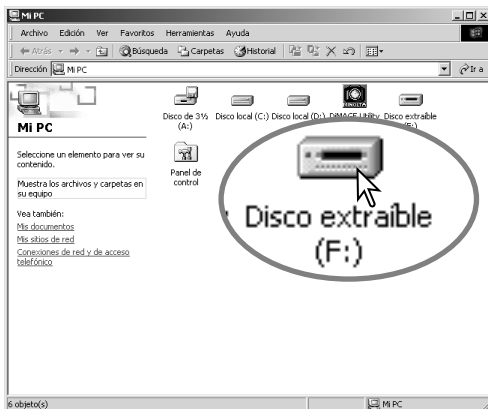 Mi PC
Archivo Edición Ver Favoritos Herramientas Ayuda
Atrás Búsqueda Carpetas Historial
Dirección Mi PC Ir a
Mi PC
Seleccione un elemento para ver su
contenido.
Muestra los archivos y carpetas en
su equipo
Vea también:
Mis documentos
Mis sitios de red
Conexiones de red y de acceso
telefónico
Disco de 3½
(A:)
Disco local (C:)
Disco local (D:)
MINOLTA
DiMAGE Utility
Disco extraíble
Panel de
control
Disco extraíble
(F:)
6 objeto(s) Mi PC